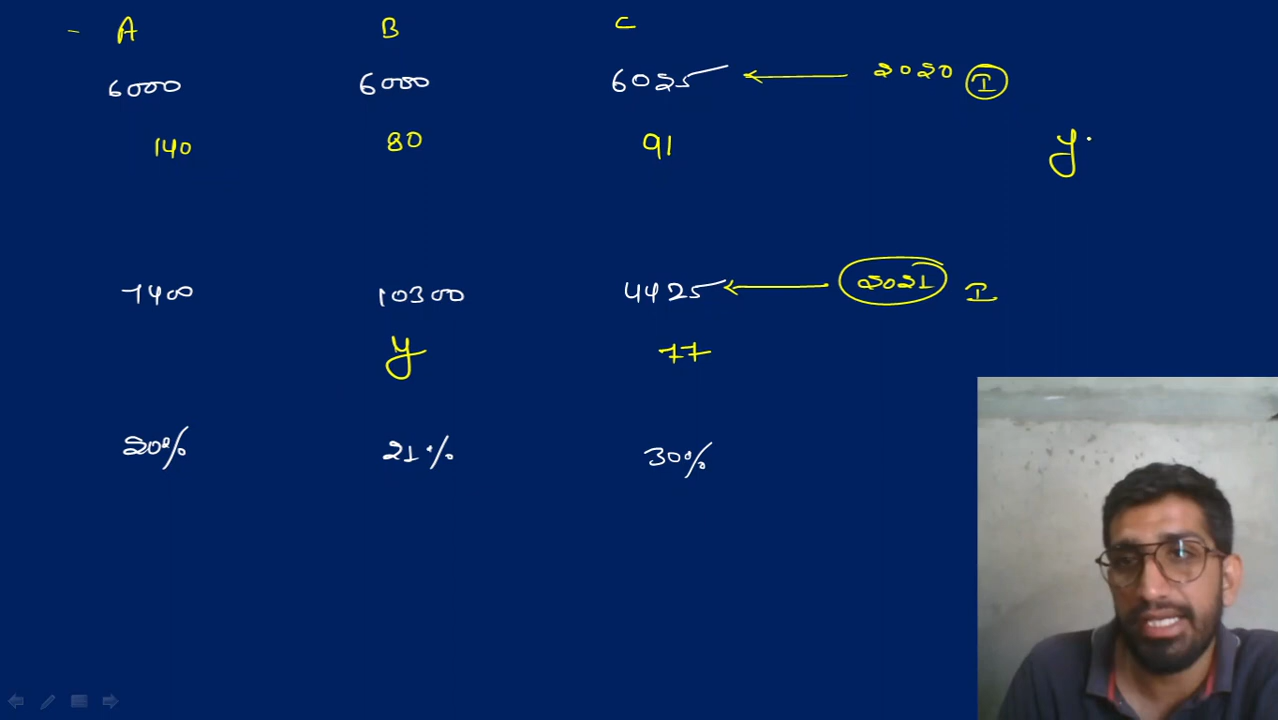 - A B C
6000 6000 6025 ← 2020 I
140 80 91 y.
7400 10300 4425 ← 2021 I
y 77
20% 21% 30%